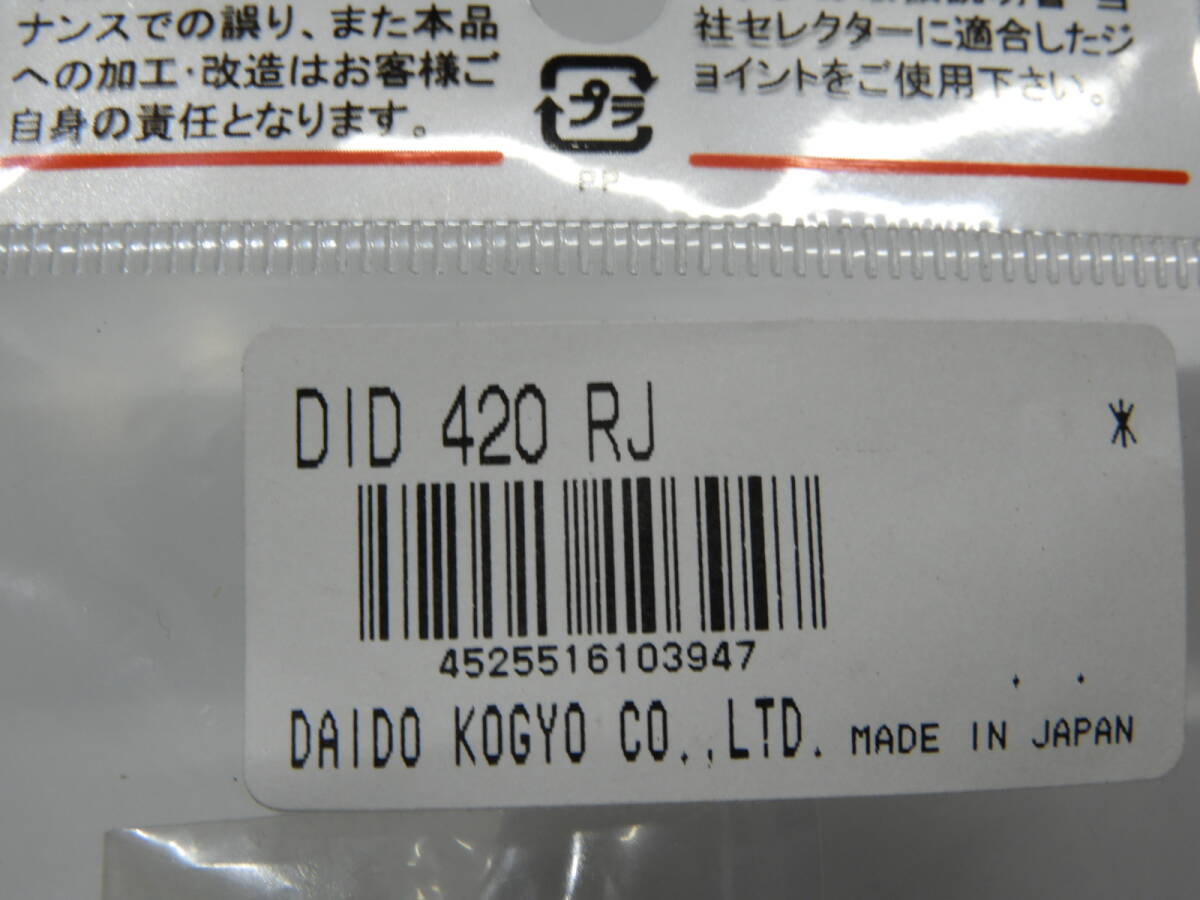 ナンスでの誤り、また本品
への加工・改造はお客様ご
自身の責任となります。
プラ
PP
社セレクターに適合したジ
ョイントをご使用下さい。
DID 420 RJ
*
4525516103947
DAIDO KOGYO CO.,LTD. MADE IN JAPAN